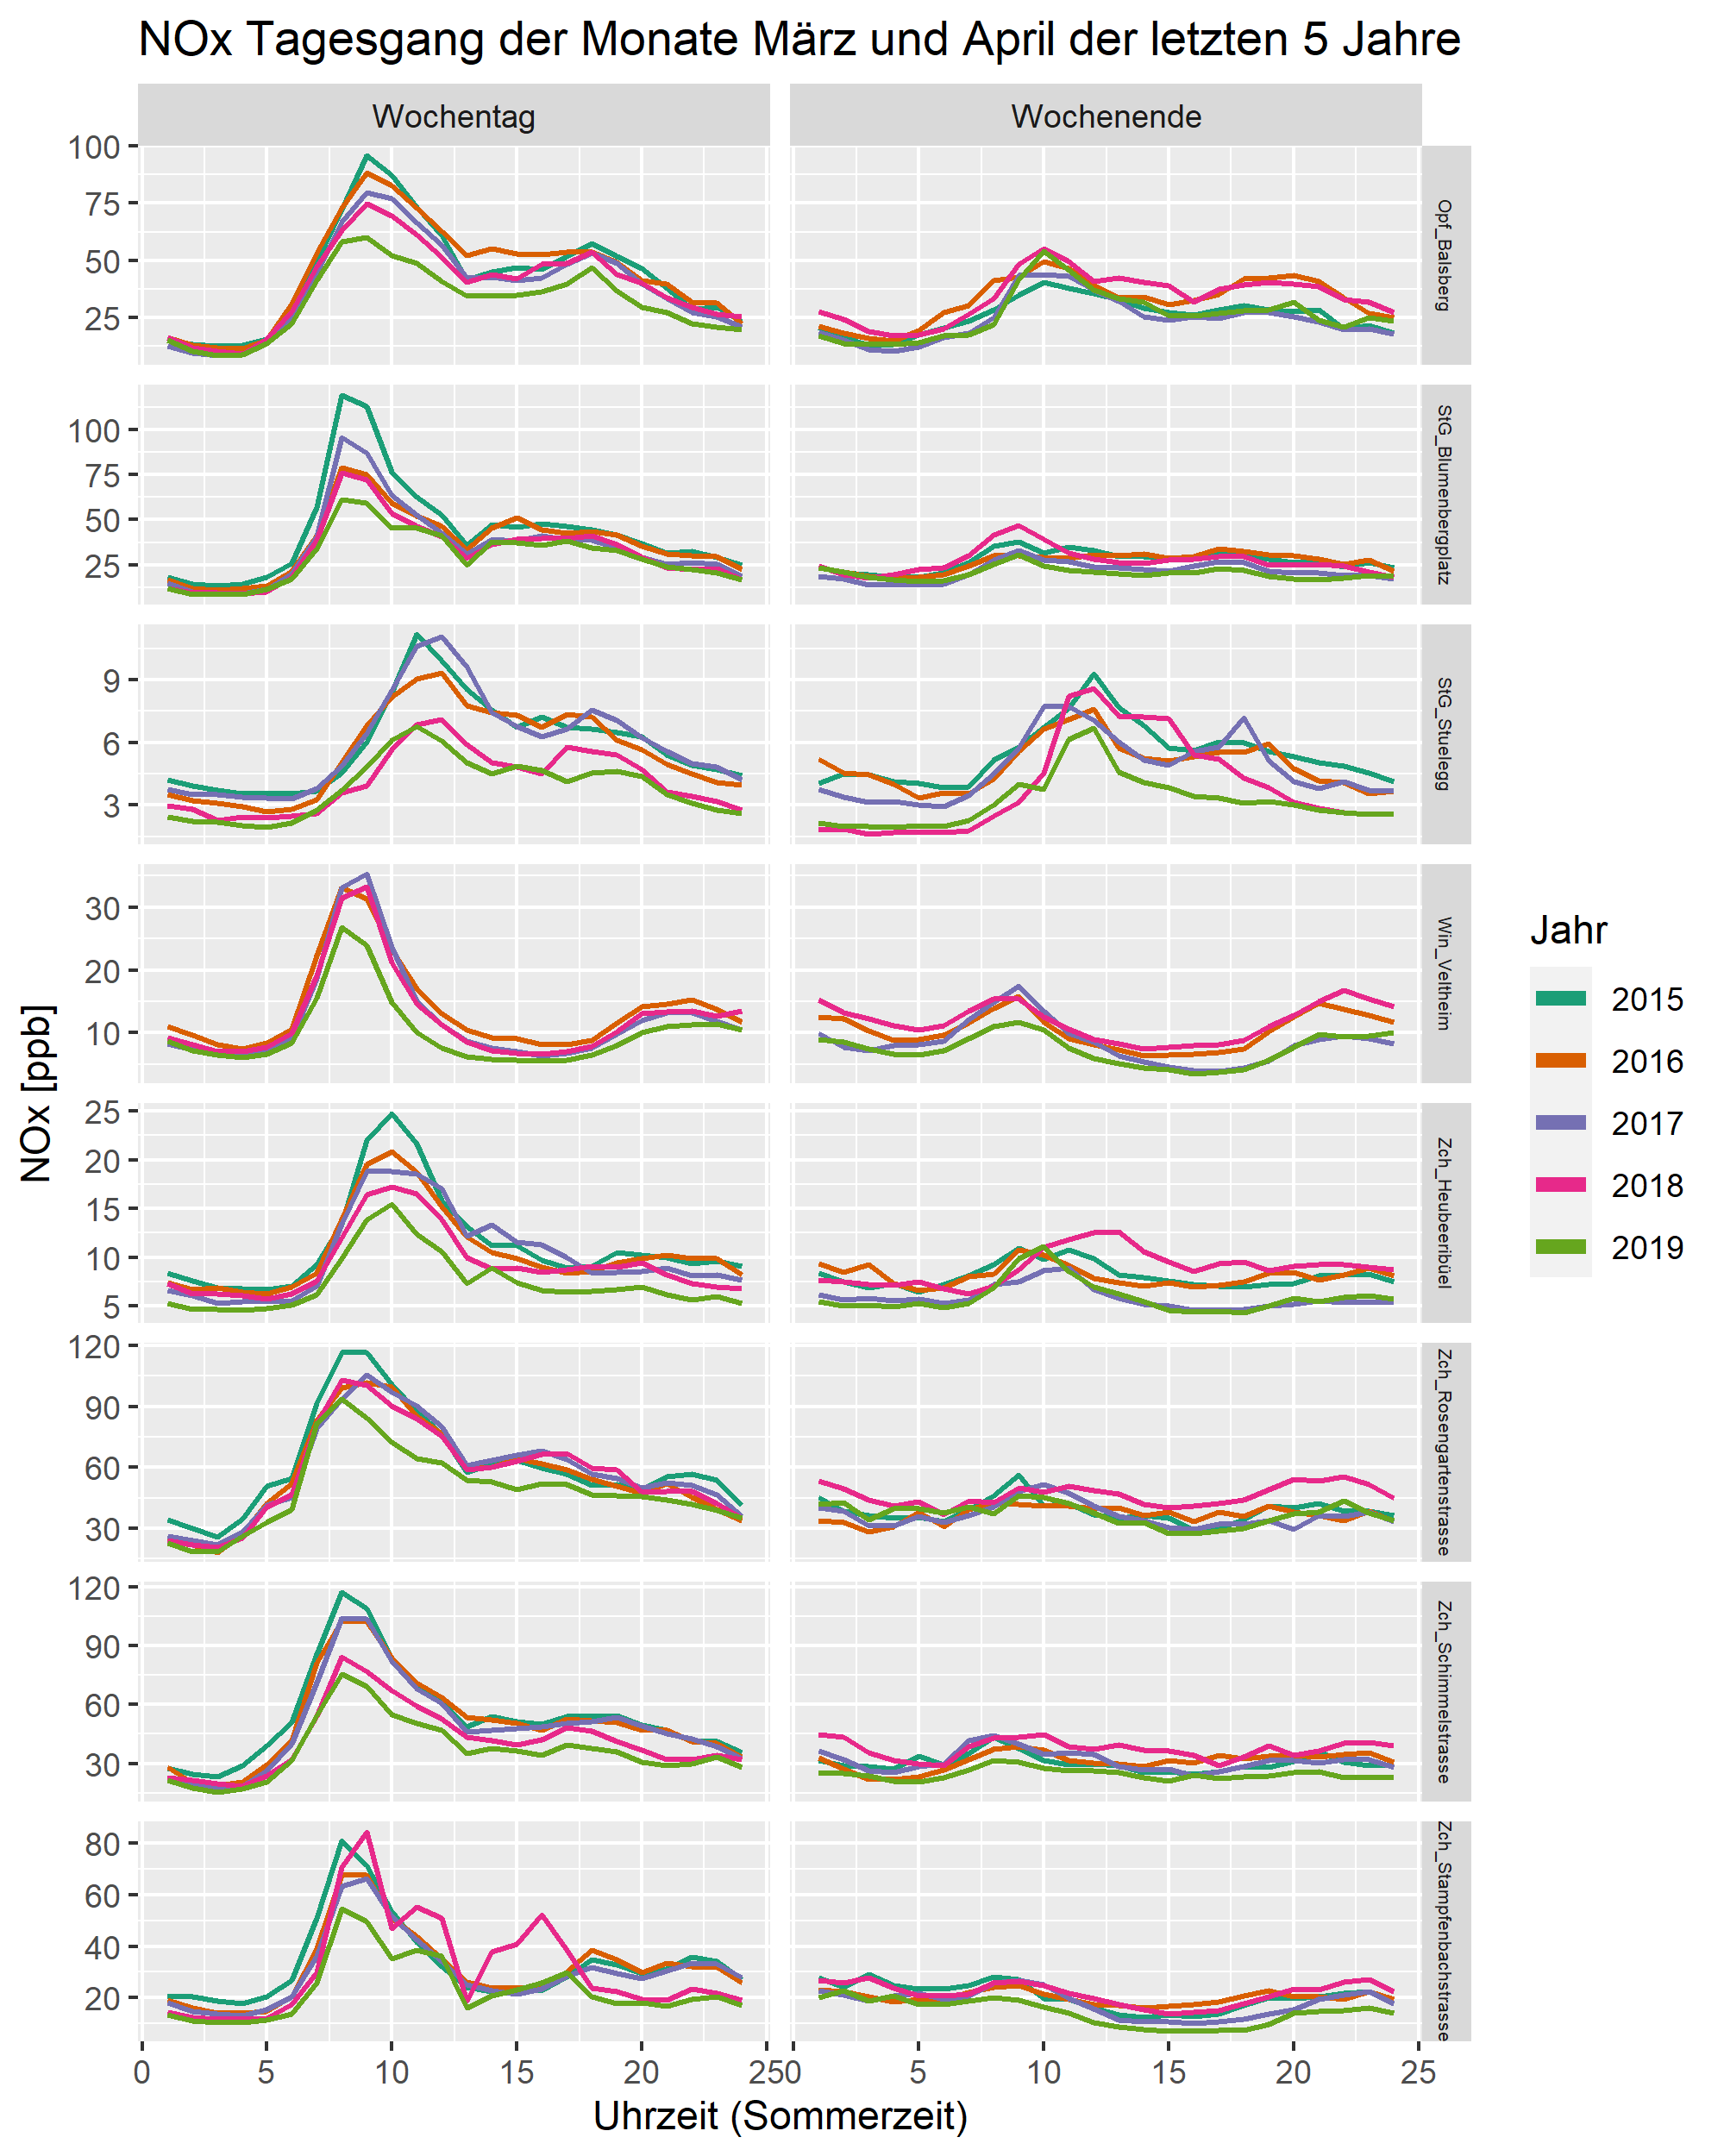 NOx Tagesgang der Monate März und April der letzten 5 Jahre
Wochentag Wochenende
100
75
50
25
Opf_Balsberg
100
75
50
25
StG_Blumenbergplatz
9
6
3
StG_Stuelegg
30
20
10
Win_Veltheim
25
20
15
10
5
Zch_Heubeeribüel
120
90
60
30
Zch_Rosengartenstrasse
120
90
60
30
Zch_Schimmelstrasse
80
60
40
20
Zch_Stampfenbachstrasse
0 5 10 15 20 25 0 5 10 15 20 25
Uhrzeit (Sommerzeit)
NOx [ppb]
Jahr
2015
2016
2017
2018
2019